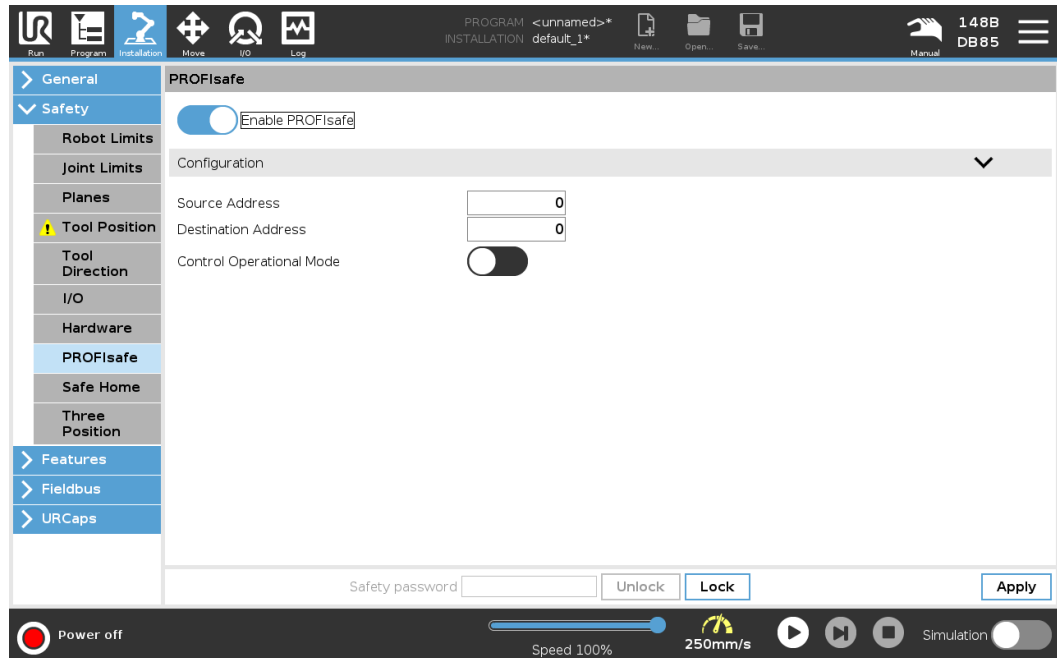 UR
Run
Program
Installation
Move
I/O
Log
PROGRAM <unnamed>*
INSTALLATION default_1*
New...
Open...
Save...
Manual
148B
DB85
General
Safety
Robot Limits
Joint Limits
Planes
Tool Position
Tool
Direction
I/O
Hardware
PROFIsafe
Safe Home
Three
Position
Features
Fieldbus
URCaps
PROFIsafe
Enable PROFIsafe
Configuration
Source Address 0
Destination Address 0
Control Operational Mode
Safety password
Unlock
Lock
Apply
Power off
Speed 100%
250mm/s
Simulation